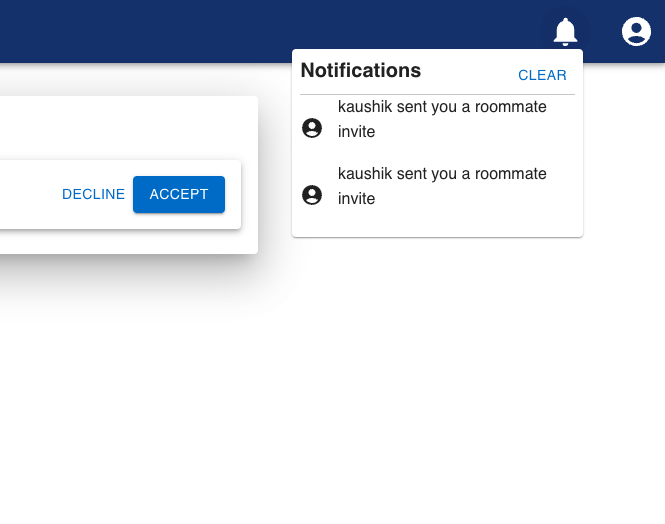 Notifications
CLEAR
kaushik sent you a roommate
invite
kaushik sent you a roommate
invite
DECLINE
ACCEPT